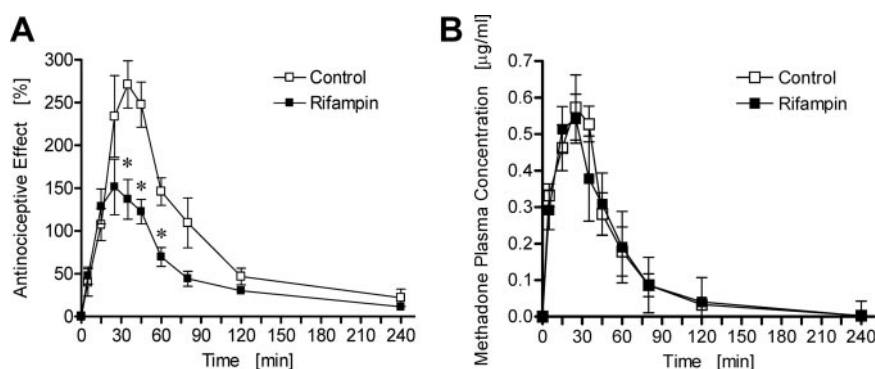 A
Antinociceptive Effect [%]
300
250
200
150
100
50
0
Control
Rifampin
*
*
*
0 30 60 90 120 150 180 210 240
Time [min]
B
Methadone Plasma Concentration [µg/ml]
0.7
0.6
0.5
0.4
0.3
0.2
0.1
0.0
Control
Rifampin
0 30 60 90 120 150 180 210 240
Time [min]